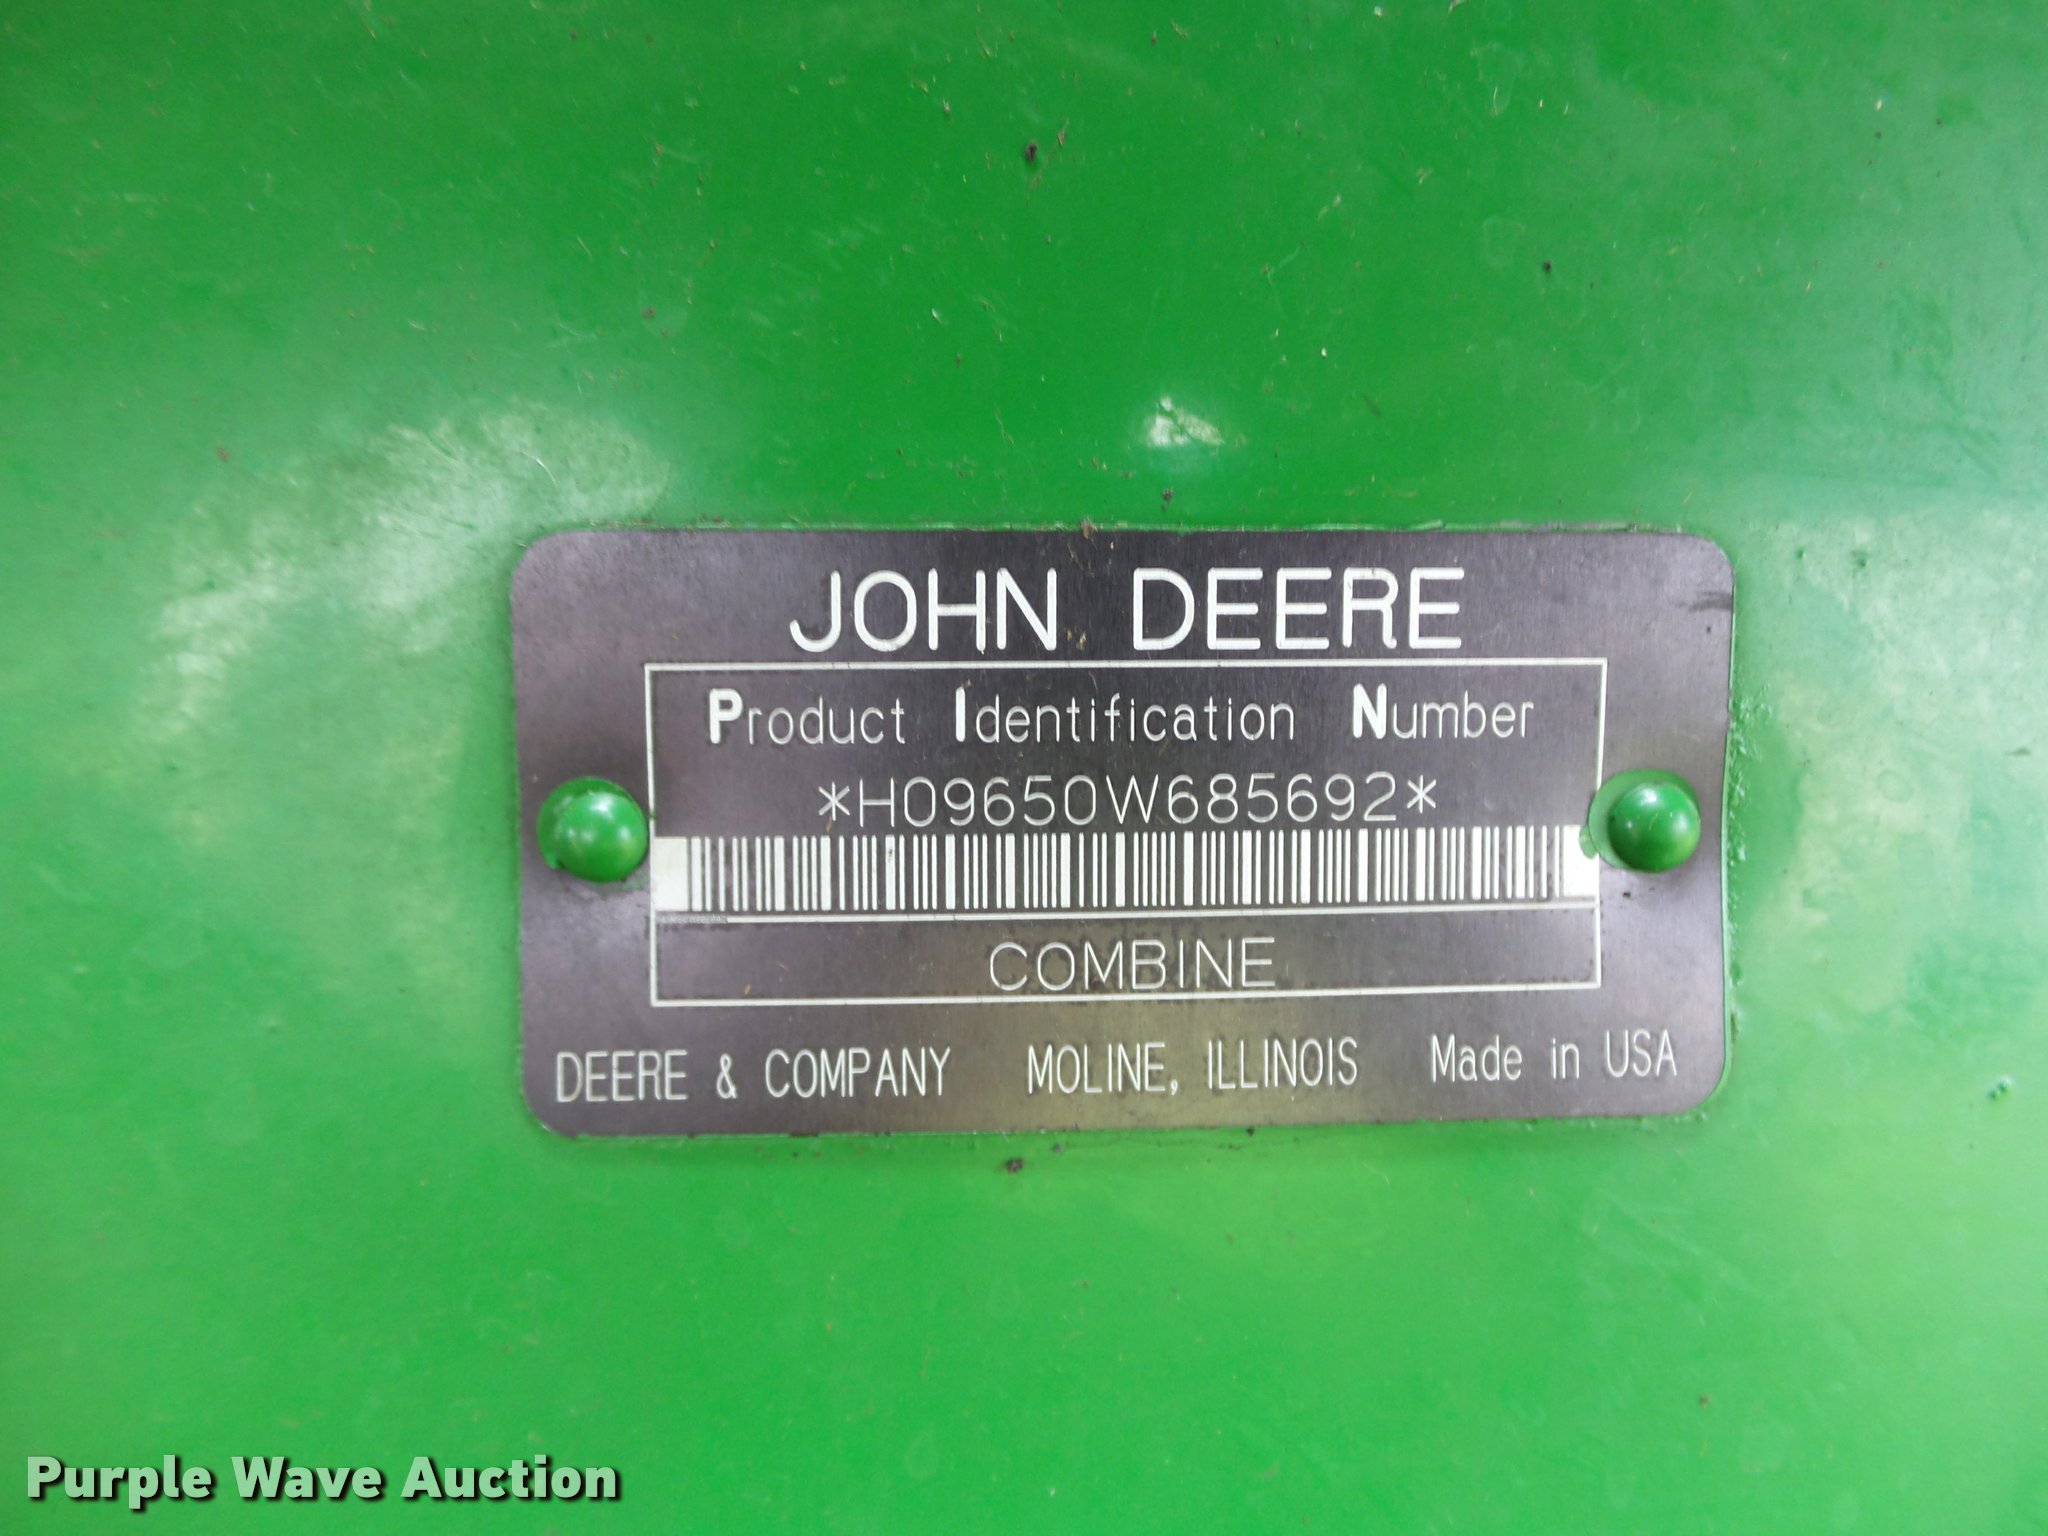 JOHN DEERE
Product Identification Number
*H09650W685692*
COMBINE
DEERE & COMPANY MOLINE, ILLINOIS Made in USA
Purple Wave Auction